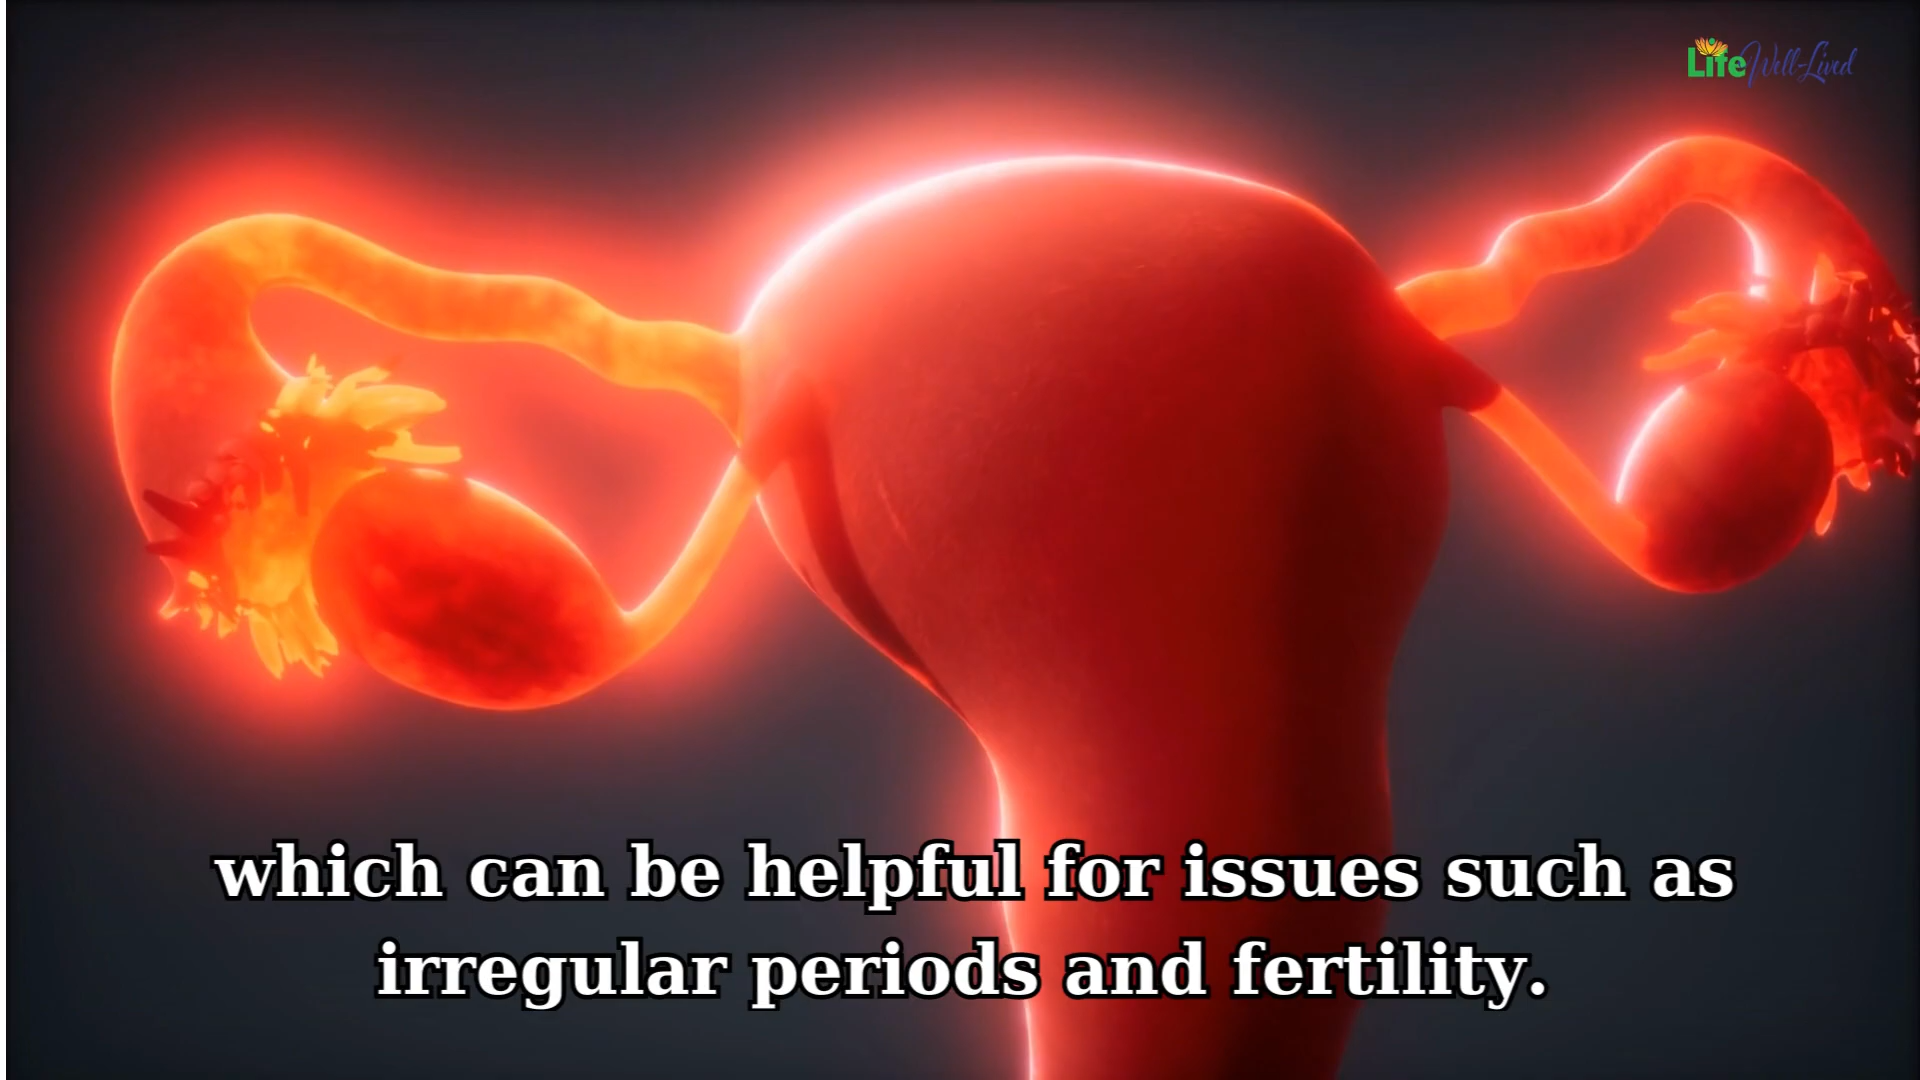 Life Well-Lived
which can be helpful for issues such as
irregular periods and fertility.